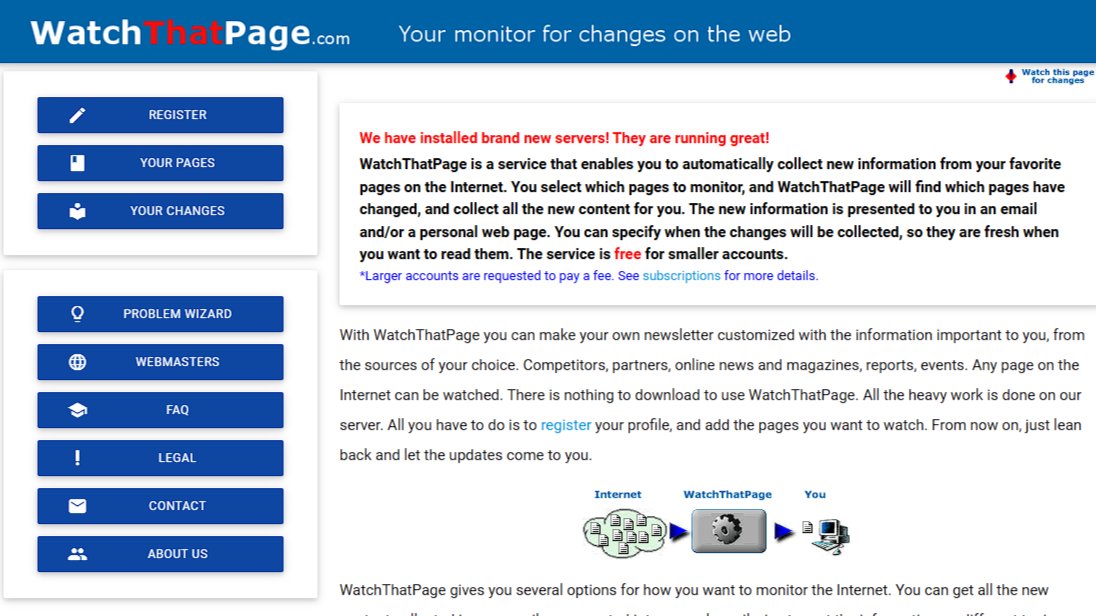 WatchThatPage.com
Your monitor for changes on the web
Watch this page
for changes
REGISTER
YOUR PAGES
YOUR CHANGES
PROBLEM WIZARD
WEBMASTERS
FAQ
LEGAL
CONTACT
ABOUT US
We have installed brand new servers! They are running great!
WatchThatPage is a service that enables you to automatically collect new information from your favorite
pages on the Internet. You select which pages to monitor, and WatchThatPage will find which pages have
changed, and collect all the new content for you. The new information is presented to you in an email
and/or a personal web page. You can specify when the changes will be collected, so they are fresh when
you want to read them. The service is free for smaller accounts.
*Larger accounts are requested to pay a fee. See subscriptions for more details.
With WatchThatPage you can make your own newsletter customized with the information important to you, from
the sources of your choice. Competitors, partners, online news and magazines, reports, events. Any page on the
Internet can be watched. There is nothing to download to use WatchThatPage. All the heavy work is done on our
server. All you have to do is to register your profile, and add the pages you want to watch. From now on, just lean
back and let the updates come to you.
Internet WatchThatPage You
WatchThatPage gives you several options for how you want to monitor the Internet. You can get all the new